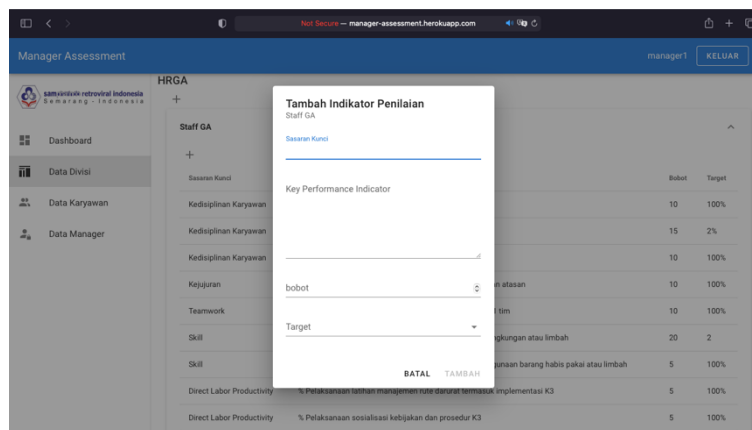 Not Secure — manager-assessment.herokuapp.com
Manager Assessment
manager1
KELUAR
retroviral Indonesia
Semarang - Indonesia
Dashboard
Data Divisi
Data Karyawan
Data Manager
HRGA
+
Staff GA
+
Sasaran Kunci Bobot Target
Kedisiplinan Karyawan 10 100%
Kedisiplinan Karyawan 15 2%
Kedisiplinan Karyawan 10 100%
Kejujuran atasan 10 100%
Teamwork tim 10 100%
Skill atau limbah 20 2
Skill barang habis pakai atau limbah 5 100%
Direct Labor Productivity % Pelaksanaan latihan manajemen rute darurat termasuk implementasi K3 5 100%
Direct Labor Productivity % Pelaksanaan sosialisasi kebijakan dan prosedur K3 5 100%
Tambah Indikator Penilaian
Staff GA
Sasaran Kunci
Key Performance Indicator
bobot
Target
BATAL TAMBAH